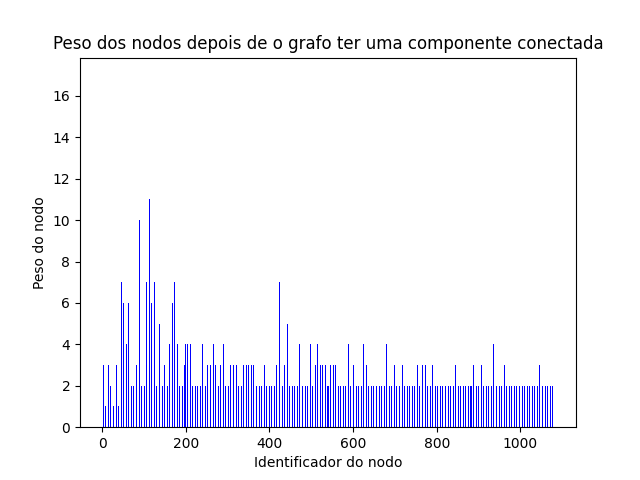 Peso dos nodos depois de o grafo ter uma componente conectada
16
14
12
10
8
6
4
2
0
Peso do nodo
0 200 400 600 800 1000
Identificador do nodo